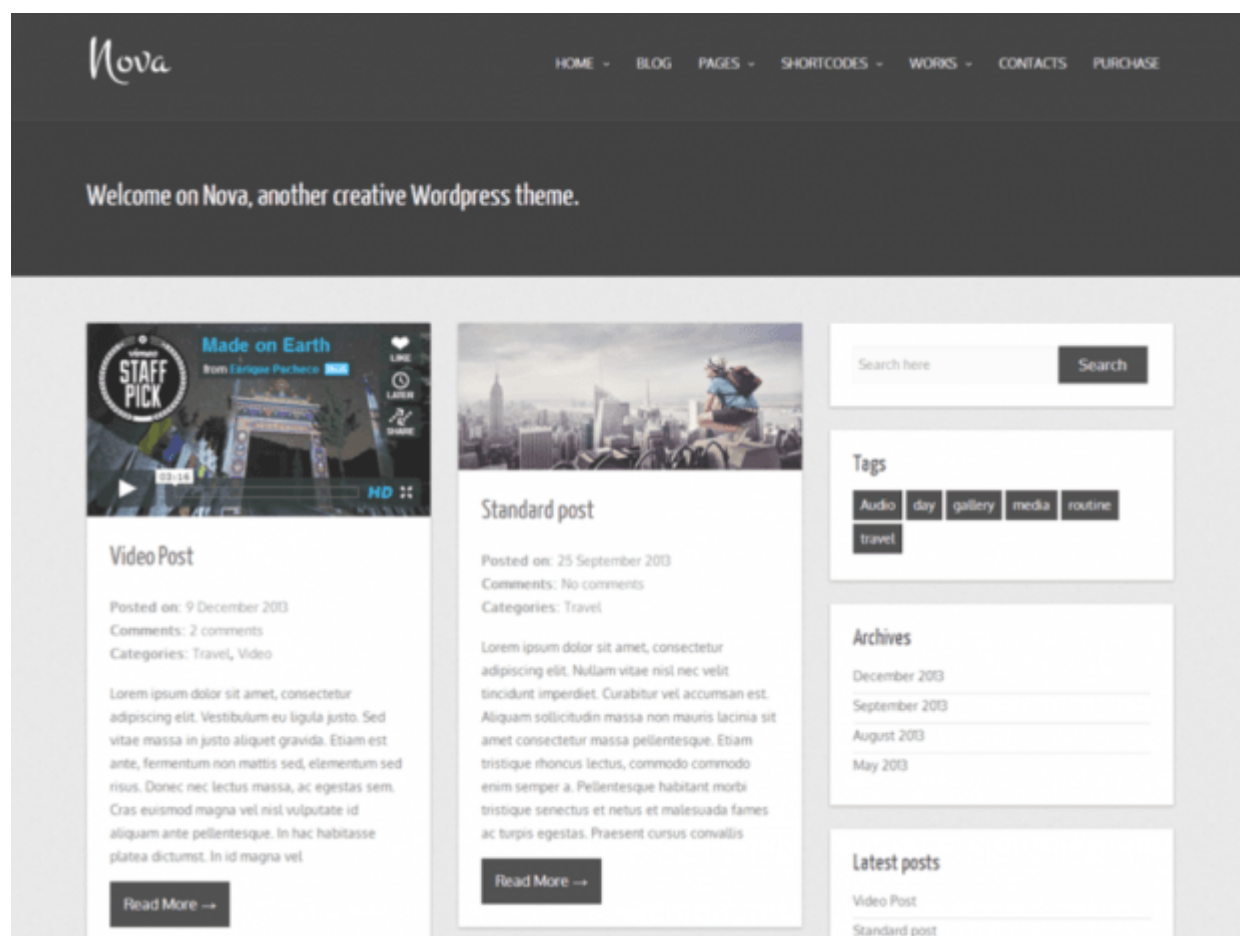 Nova
HOME
BLOG
PAGES
SHORTCODES
WORKS
CONTACTS
PURCHASE
Welcome on Nova, another creative Wordpress theme.
vimeo
STAFF
PICK
Made on Earth
from Enrique Pacheco PLUS
LIKE
LATER
SHARE
03:16
HD
Video Post
Posted on: 9 December 2013
Comments: 2 comments
Categories: Travel, Video
Lorem ipsum dolor sit amet, consectetur
adipiscing elit. Vestibulum eu ligula justo. Sed
vitae massa in justo aliquet gravida. Etiam est
ante, fermentum non mattis sed, elementum sed
risus. Donec nec lectus massa, ac egestas sem.
Cras euismod magna vel nisl vulputate id
aliquam ante pellentesque. In hac habitasse
platea dictumst. In id magna vel
Read More →
Standard post
Posted on: 25 September 2013
Comments: No comments
Categories: Travel
Lorem ipsum dolor sit amet, consectetur
adipiscing elit. Nullam vitae nisl nec velit
tincidunt imperdiet. Curabitur vel accumsan est.
Aliquam sollicitudin massa non mauris lacinia sit
amet consectetur massa pellentesque. Etiam
tristique rhoncus lectus, commodo commodo
enim semper a. Pellentesque habitant morbi
tristique senectus et netus et malesuada fames
ac turpis egestas. Praesent cursus convallis
Read More →
Search here
Search
Tags
Audio day gallery media routine
travel
Archives
December 2013
September 2013
August 2013
May 2013
Latest posts
Video Post
Standard post